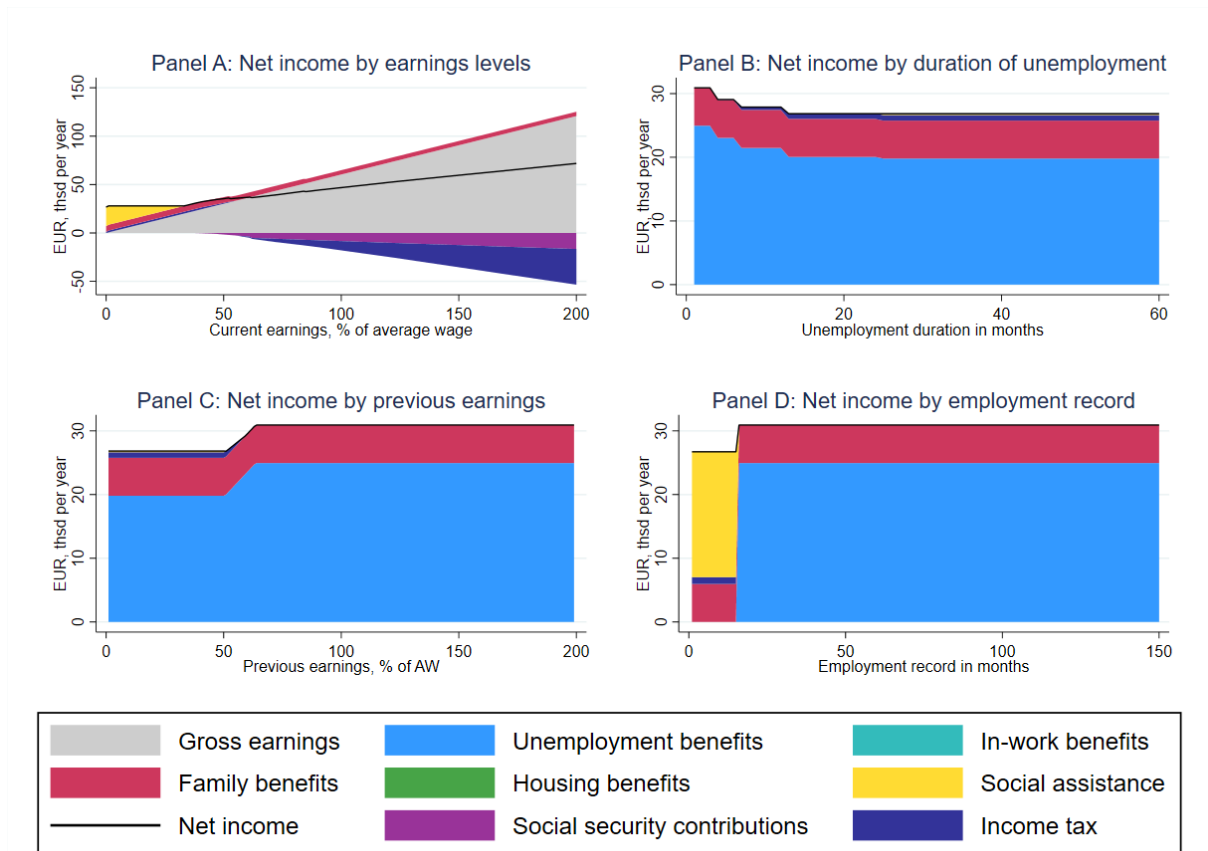 Panel A: Net income by earnings levels
EUR, thsd per year
-50 0 50 100 150
0 50 100 150 200
Current earnings, % of average wage
Panel B: Net income by duration of unemployment
EUR, thsd per year
0 10 20 30
0 20 40 60
Unemployment duration in months
Panel C: Net income by previous earnings
EUR, thsd per year
0 10 20 30
0 50 100 150 200
Previous earnings, % of AW
Panel D: Net income by employment record
EUR, thsd per year
0 10 20 30
0 50 100 150
Employment record in months
Gross earnings Unemployment benefits In-work benefits
Family benefits Housing benefits Social assistance
Net income Social security contributions Income tax